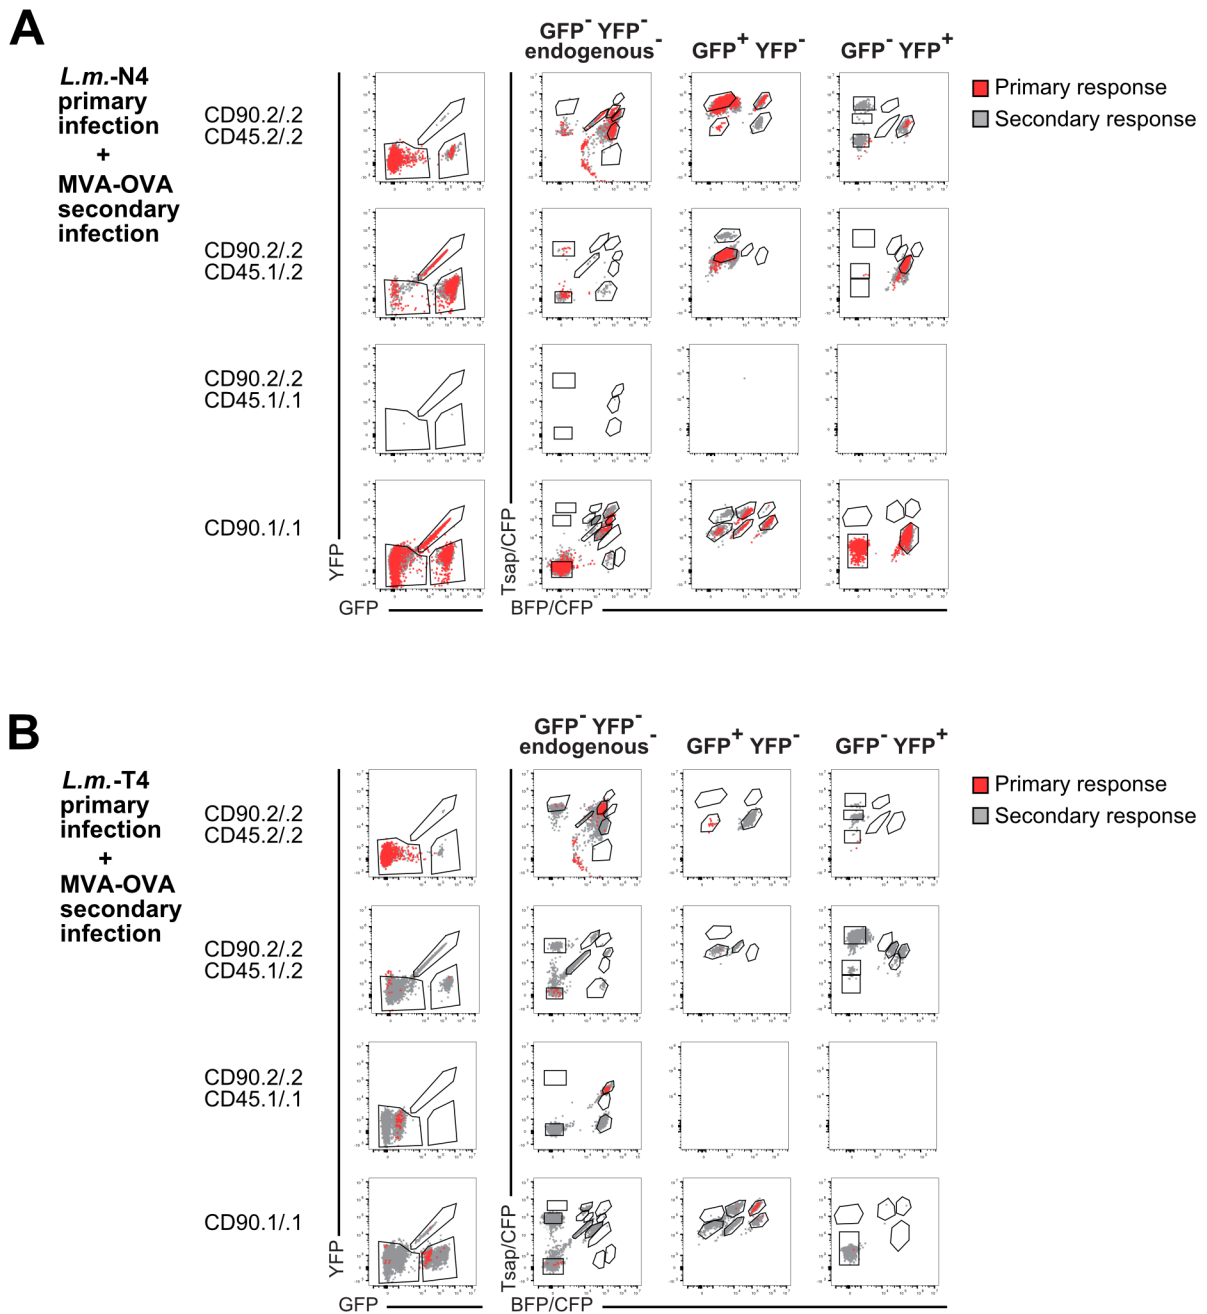 A
GFP- YFP-
endogenous-
GFP+ YFP-
GFP- YFP+
L.m.-N4
primary
infection
+
MVA-OVA
secondary
infection
CD90.2/.2
CD45.2/.2
Primary response
Secondary response
CD90.2/.2
CD45.1/.2
CD90.2/.2
CD45.1/.1
CD90.1/.1
YFP
Tsap/CFP
GFP
BFP/CFP
B
GFP- YFP-
endogenous-
GFP+ YFP-
GFP- YFP+
L.m.-T4
primary
infection
+
MVA-OVA
secondary
infection
CD90.2/.2
CD45.2/.2
Primary response
Secondary response
CD90.2/.2
CD45.1/.2
CD90.2/.2
CD45.1/.1
CD90.1/.1
YFP
Tsap/CFP
GFP
BFP/CFP